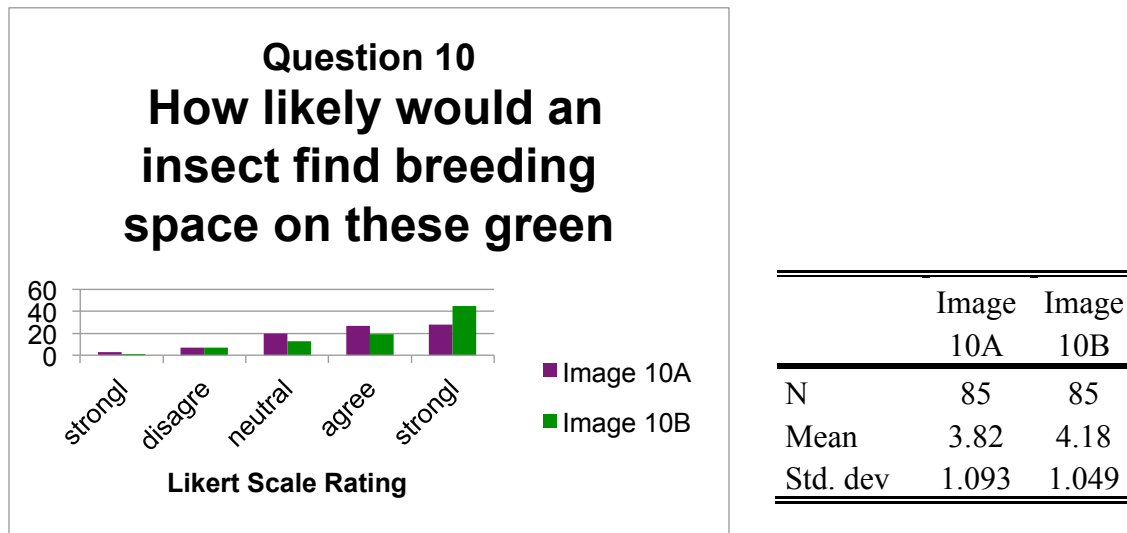 Question 10
How likely would an
insect find breeding
space on these green
60
40
20
0
strongl
disagre
neutral
agree
strongl
Image 10A
Image 10B
Likert Scale Rating
Image Image
10A 10B
N 85 85
Mean 3.82 4.18
Std. dev 1.093 1.049